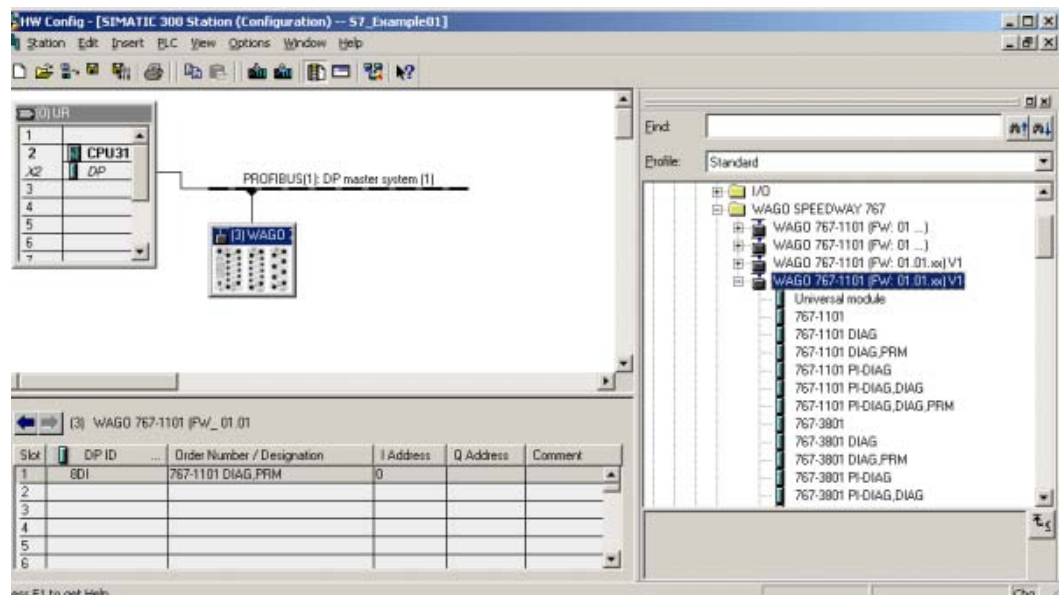 HW Config - [SIMATIC 300 Station (Configuration) -- S7_Example01]
Station Edit Insert PLC View Options Window Help
(0) UR
1
2 CPU31
X2 DP
3
4
5
6
7
PROFIBUS(1): DP master system (1)
(3) WAGO
Find:
Profile: Standard
I/O
WAGO SPEEDWAY 767
WAGO 767-1101 (FW: 01 ...)
WAGO 767-1101 (FW: 01 ...)
WAGO 767-1101 (FW: 01.01.xx) V1
WAGO 767-1101 (FW: 01.01.xx) V1
Universal module
767-1101
767-1101 DIAG
767-1101 DIAG,PRM
767-1101 PI-DIAG
767-1101 PI-DIAG,DIAG
767-1101 PI-DIAG,DIAG,PRM
767-3801
767-3801 DIAG
767-3801 DIAG,PRM
767-3801 PI-DIAG
767-3801 PI-DIAG,DIAG
(3) WAGO 767-1101 (FW_ 01.01
Slot DP ID ... Order Number / Designation I Address Q Address Comment
1 8DI 767-1101 DIAG,PRM 0
2
3
4
5
6
ess F1 to get Help.
Chg